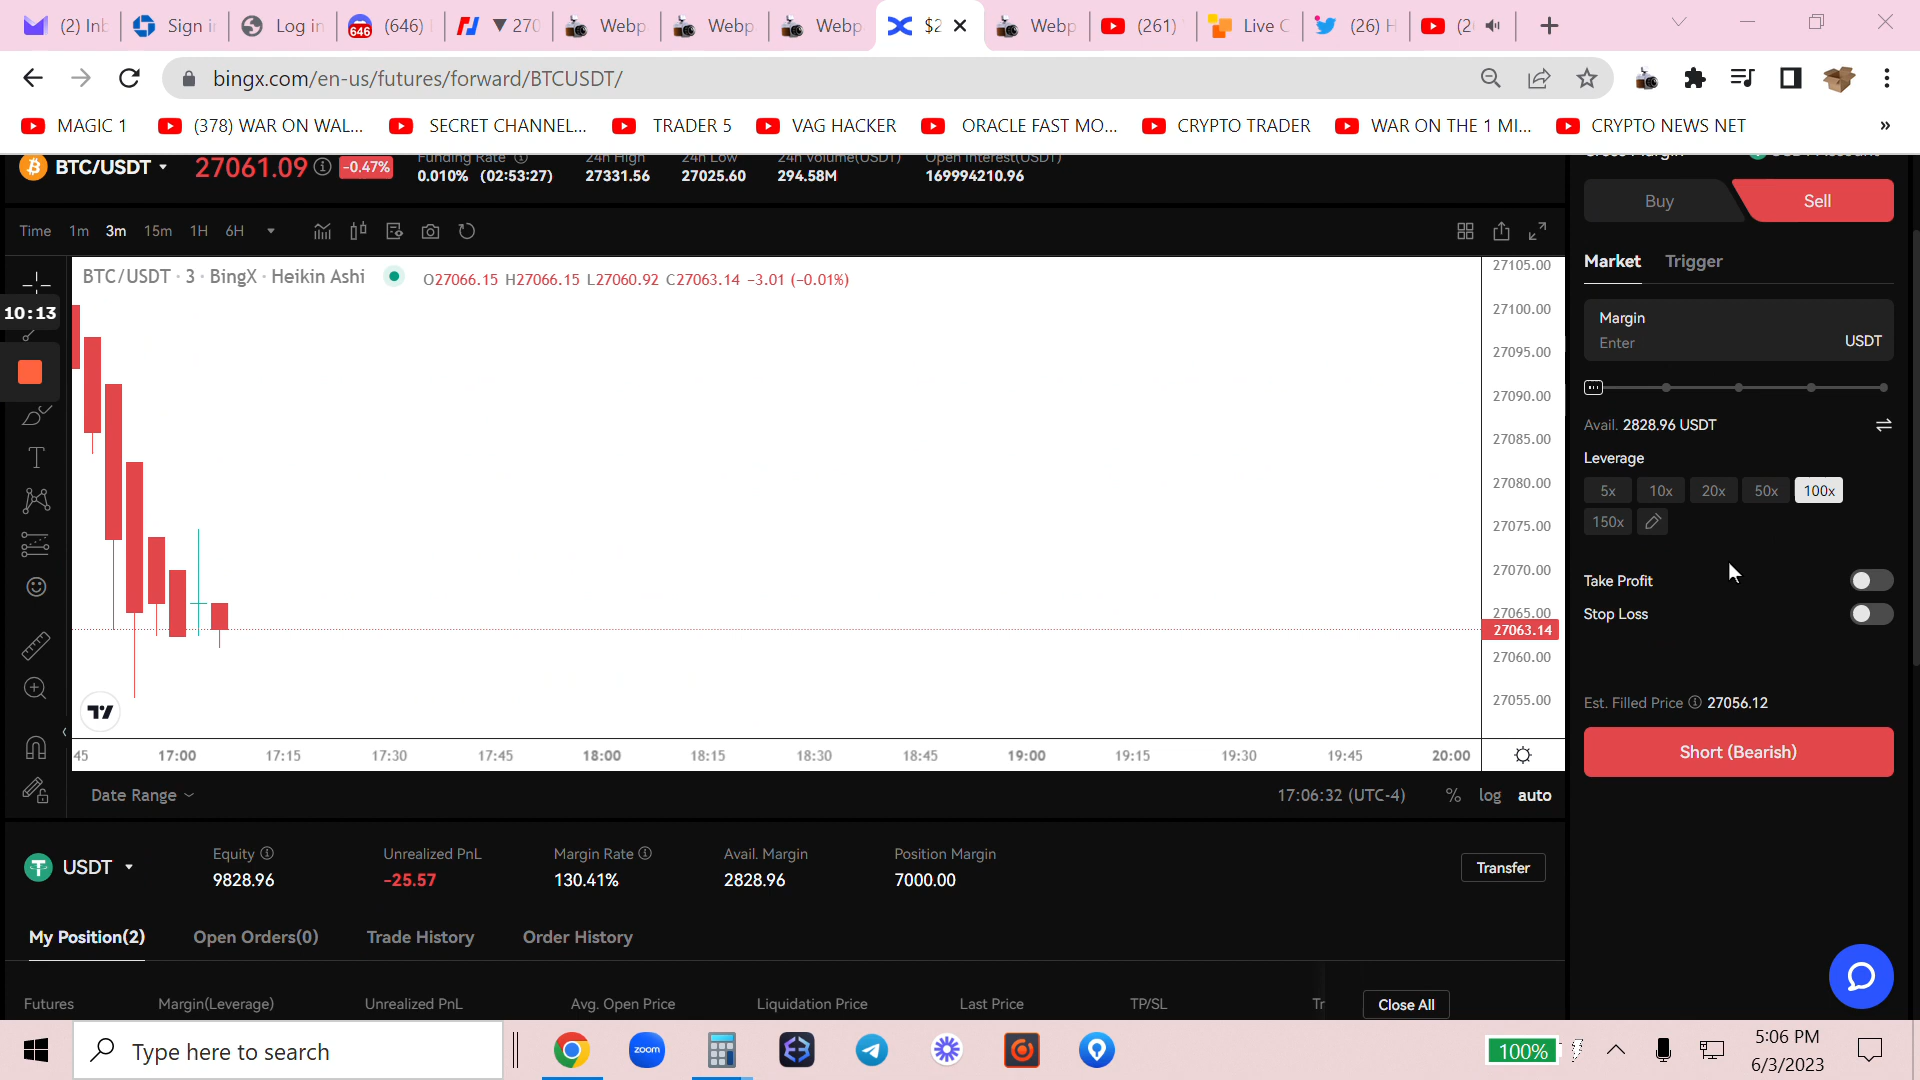 (2) Inb
Sign i
Log in
646
(646)
▼ 270
Webp
Webp
Webp
$2
Webp
(261)
Live C
(26) H
(2
bingx.com/en-us/futures/forward/BTCUSDT/
MAGIC 1
(378) WAR ON WAL...
SECRET CHANNEL...
TRADER 5
VAG HACKER
ORACLE FAST MO...
CRYPTO TRADER
WAR ON THE 1 MI...
CRYPTO NEWS NET
»
BTC/USDT
27061.09
-0.47%
Funding Rate
0.010% (02:53:27)
24h High
27331.56
24h Low
27025.60
24h Volume(USDT)
294.58M
Open Interest(USDT)
169994210.96
Time 1m 3m 15m 1H 6H
BTC/USDT · 3 · BingX · Heikin Ashi
O27066.15 H27066.15 L27060.92 C27063.14 −3.01 (−0.01%)
10:13
27105.00
27100.00
27095.00
27090.00
27085.00
27080.00
27075.00
27070.00
27065.00
27063.14
27060.00
27055.00
45 17:00 17:15 17:30 17:45 18:00 18:15 18:30 18:45 19:00 19:15 19:30 19:45 20:00
Date Range
17:06:32 (UTC-4)
% log auto
Buy
Sell
Market
Trigger
Margin
Enter
USDT
Avail. 2828.96 USDT
Leverage
5x 10x 20x 50x 100x
150x
Take Profit
Stop Loss
Est. Filled Price 27056.12
Short (Bearish)
USDT
Equity
9828.96
Unrealized PnL
-25.57
Margin Rate
130.41%
Avail. Margin
2828.96
Position Margin
7000.00
Transfer
My Position(2)
Open Orders(0)
Trade History
Order History
Futures
Margin(Leverage)
Unrealized PnL
Avg. Open Price
Liquidation Price
Last Price
TP/SL
Tr
Close All
Type here to search
zoom
100%
5:06 PM
6/3/2023